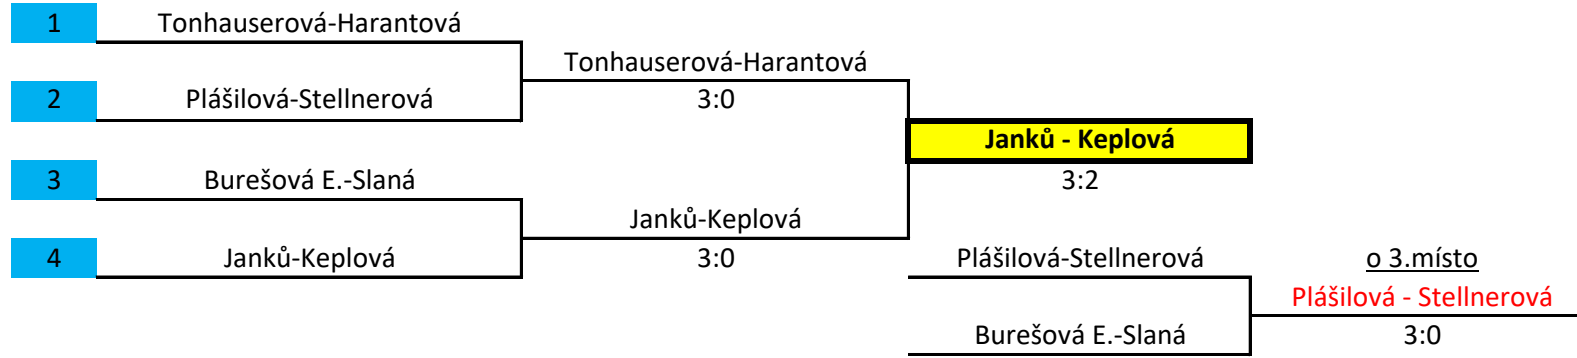 1 Tonhauserová-Harantová
Tonhauserová-Harantová
2 Plášilová-Stellnerová 3:0
Janků - Keplová
3 Burešová E.-Slaná 3:2
Janků-Keplová
4 Janků-Keplová 3:0 Plášilová-Stellnerová o 3.místo
Plášilová - Stellnerová
Burešová E.-Slaná 3:0